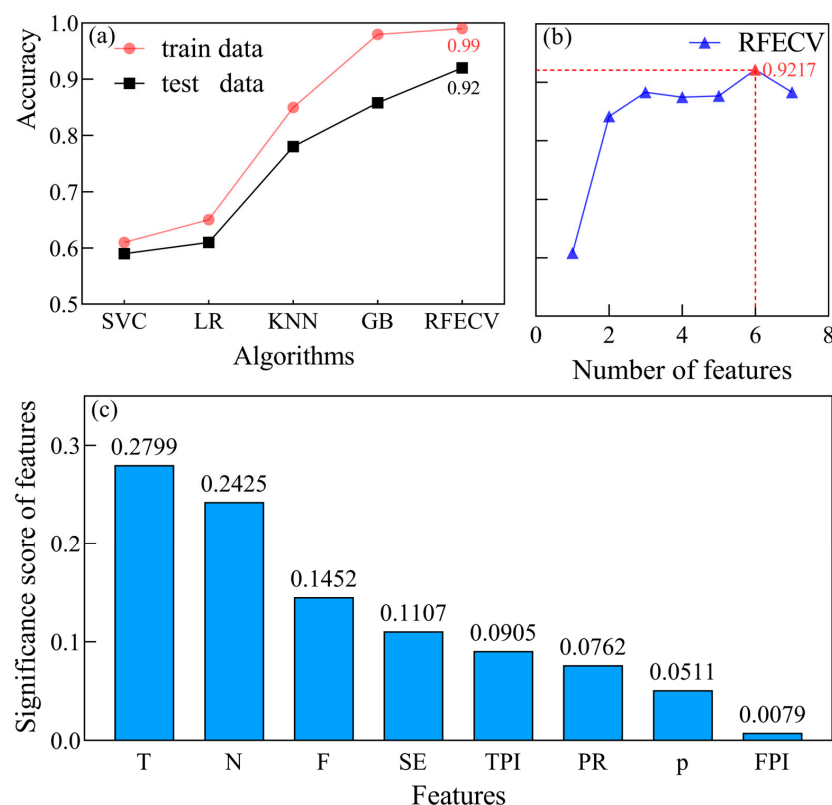 (a)
train data
test data
1.0
0.9
0.8
0.7
0.6
0.5
Accuracy
0.99
0.92
SVC LR KNN GB RFECV
Algorithms
(b)
RFECV
0.9217
0 2 4 6 8
Number of features
(c)
Significance score of features
0.3
0.2
0.1
0.0
0.2799
0.2425
0.1452
0.1107
0.0905
0.0762
0.0511
0.0079
T N F SE TPI PR p FPI
Features